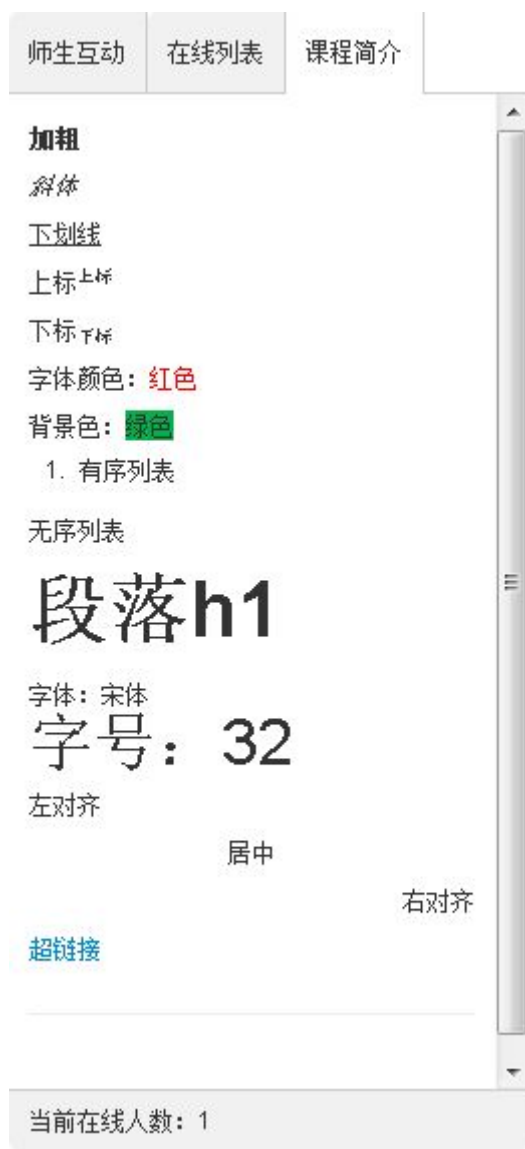 师生互动 在线列表 课程简介
加粗
斜体
下划线
上标上标
下标下标
字体颜色：红色
背景色：绿色
1. 有序列表
无序列表
段落h1
字体：宋体
字号：32
左对齐
居中
右对齐
超链接
当前在线人数：1